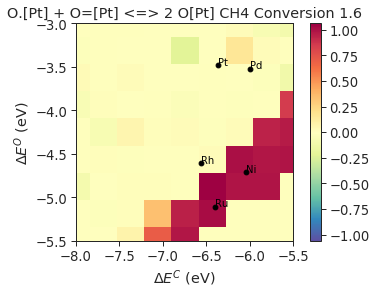 O.[Pt] + O=[Pt] <=> 2 O[Pt] CH4 Conversion 1.6
−3.0
−3.5
−4.0
−4.5
−5.0
−5.5
ΔE^O (eV)
Pt
Pd
Rh
Ni
Ru
−8.0 −7.5 −7.0 −6.5 −6.0 −5.5
ΔE^C (eV)
1.00
0.75
0.50
0.25
0.00
−0.25
−0.50
−0.75
−1.00